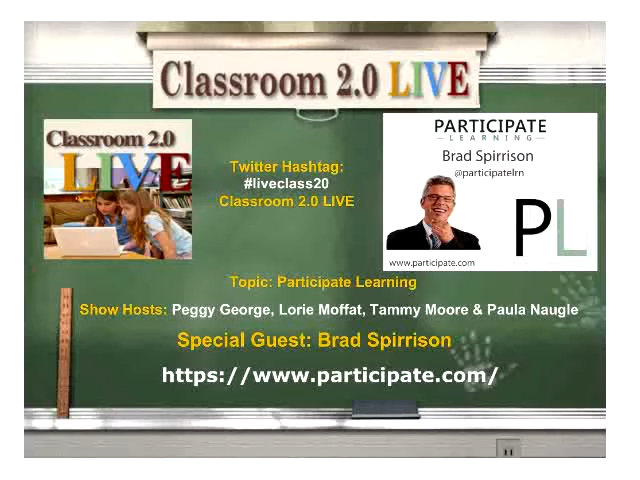 Classroom 2.0 LIVE
Classroom 2.0
LIVE
Twitter Hashtag:
#liveclass20
Classroom 2.0 LIVE
PARTICIPATE
LEARNING
Brad Spirrison
@participatelrn
PL
www.participate.com
Topic: Participate Learning
Show Hosts: Peggy George, Lorie Moffat, Tammy Moore & Paula Naugle
Special Guest: Brad Spirrison
https://www.participate.com/